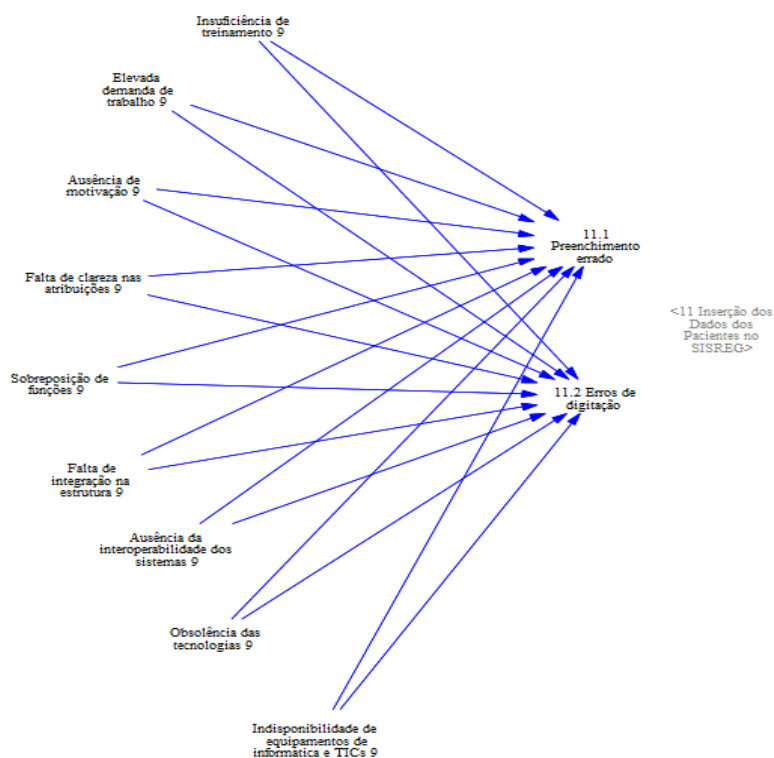 Insuficiência de
treinamento 9
Elevada
demanda de
trabalho 9
Ausência de
motivação 9
Falta de clareza nas
atribuições 9
Sobreposição de
funções 9
Falta de
integração na
estrutura 9
Ausência da
interoperabilidade dos
sistemas 9
Obsolência das
tecnologias 9
Indisponibilidade de
equipamentos de
informática e TICs 9
11.1
Preenchimento
errado
11.2 Erros de
digitação
<11 Inserção dos
Dados dos
Pacientes no
SISREG>